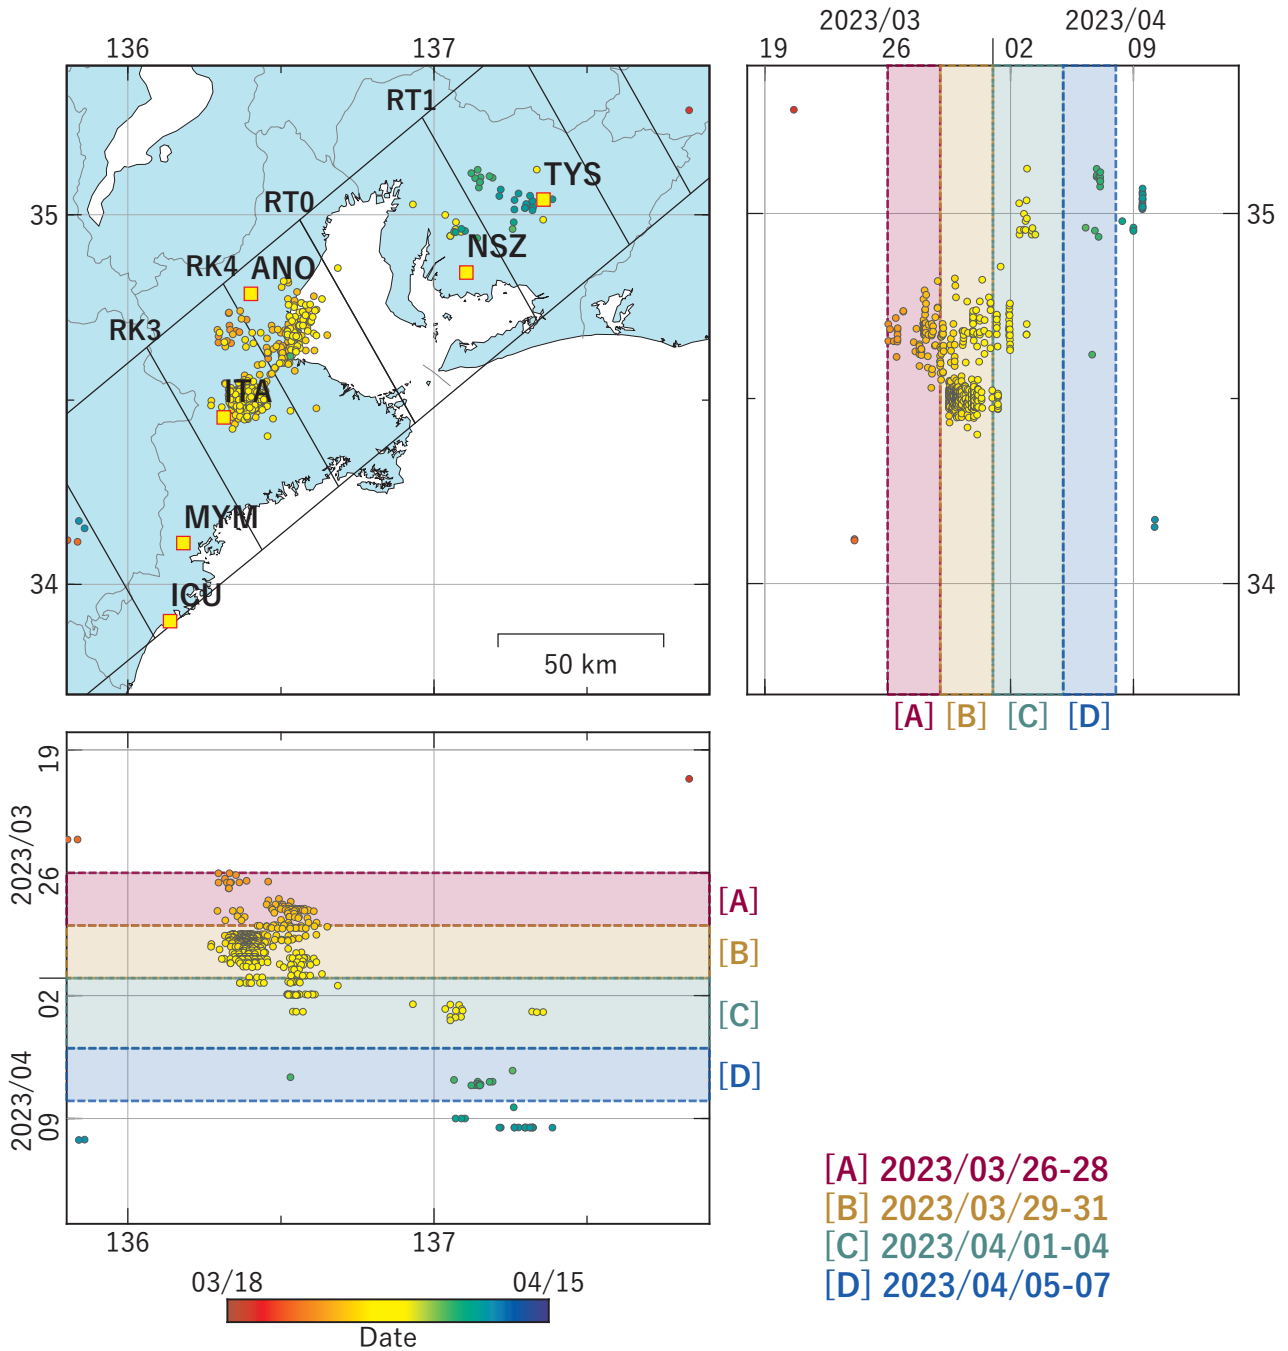 2023/03 2023/04
136 137
19 26 02 09
RT1
TYS
35
35
RT0
NSZ
RK4 ANO
RK3
ITA
MYM
34
34
ICU
50 km
[A] [B] [C] [D]
19
2023/03
26
[A]
[B]
02
[C]
2023/04
[D]
09
136 137
[A] 2023/03/26-28
[B] 2023/03/29-31
[C] 2023/04/01-04
[D] 2023/04/05-07
03/18 04/15
Date